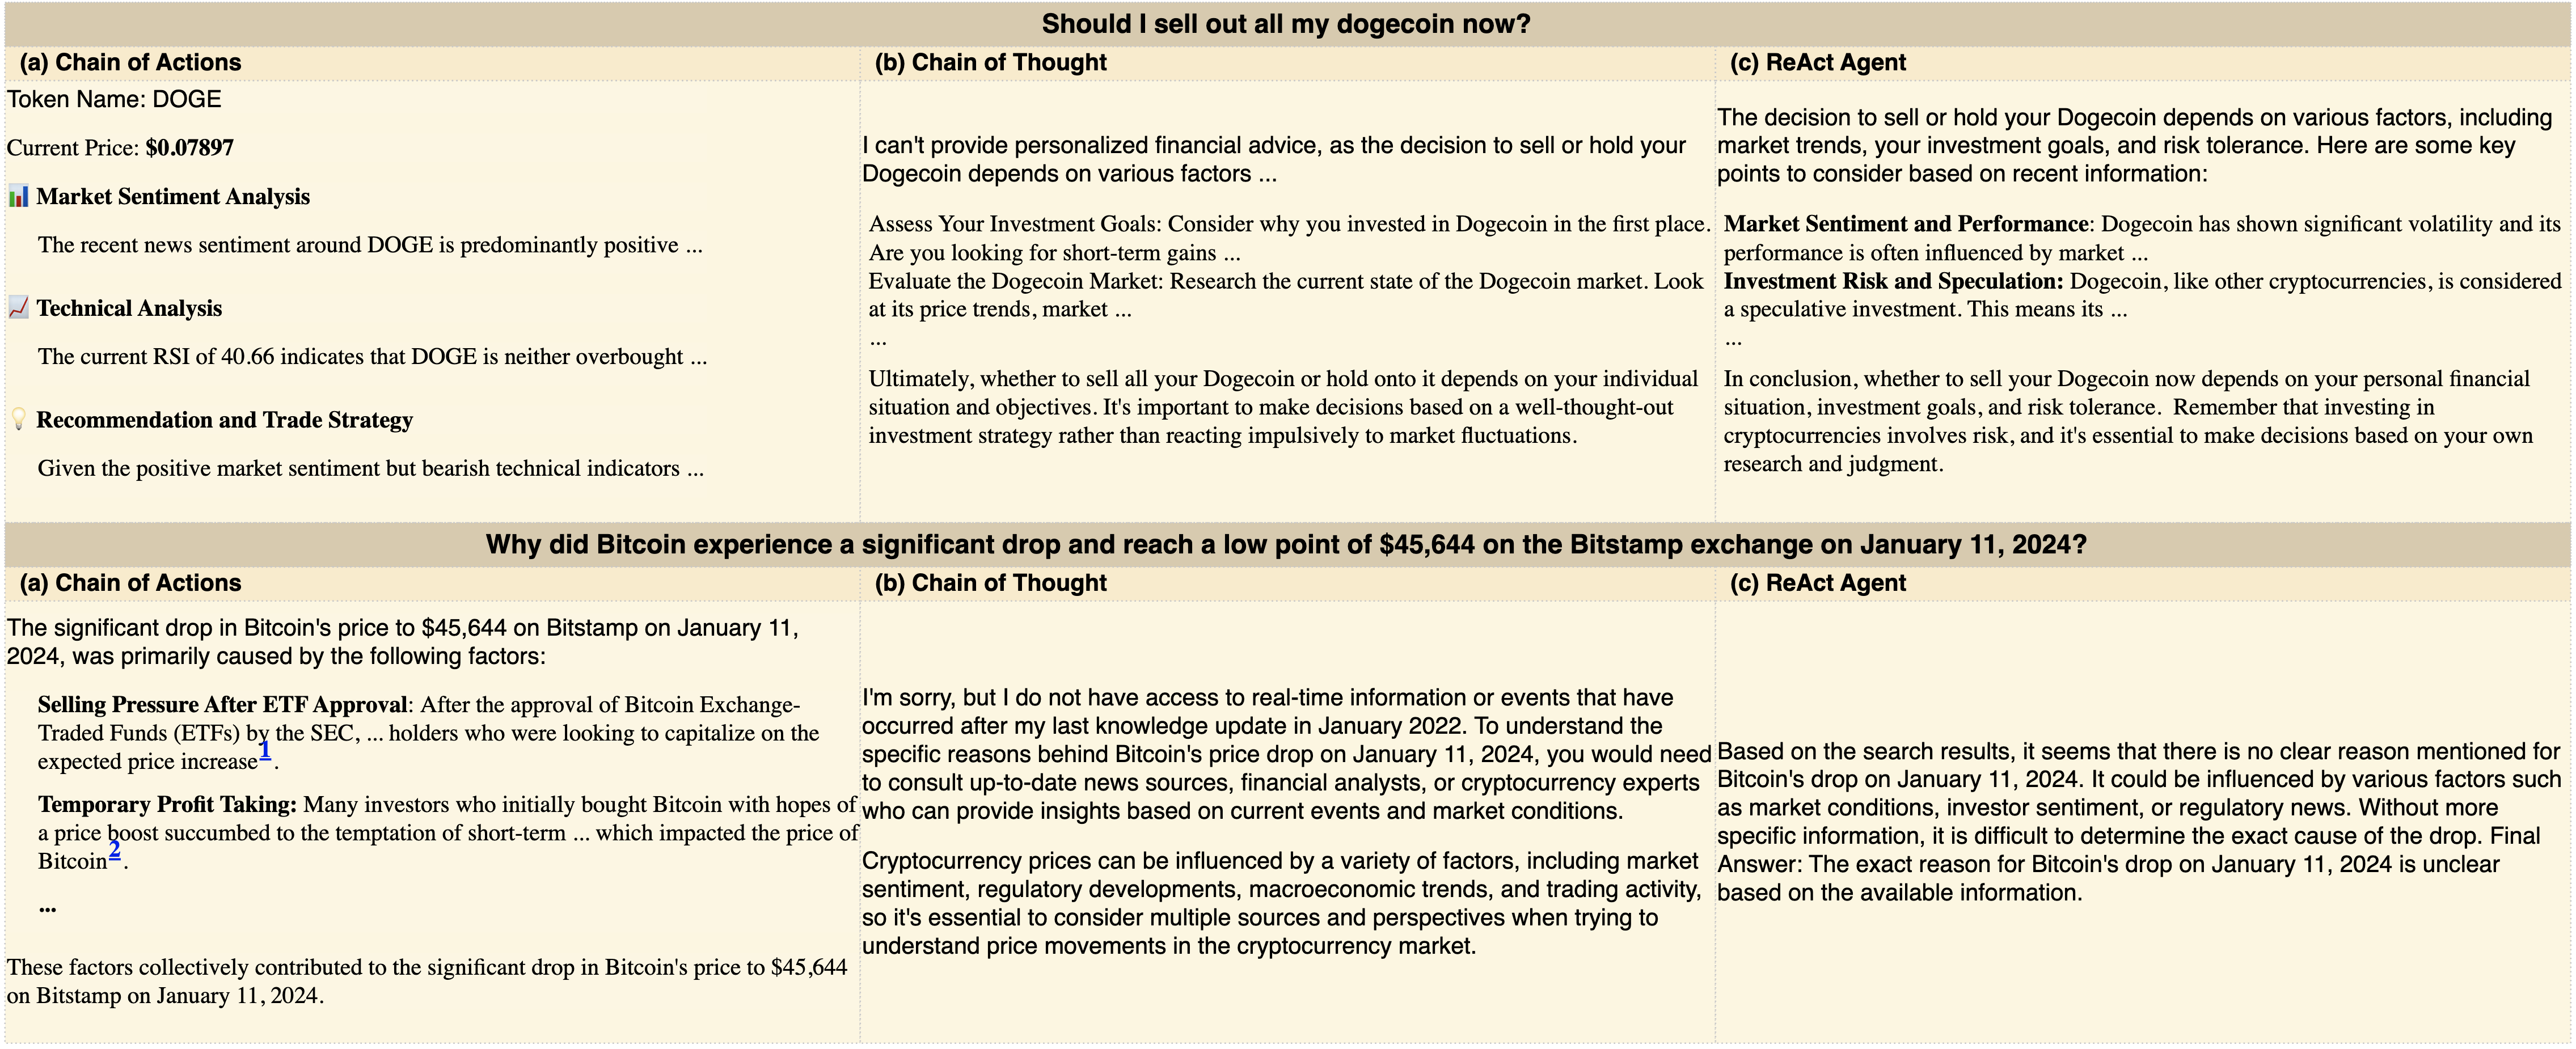 Should I sell out all my dogecoin now?
(a) Chain of Actions
Token Name: DOGE
Current Price: $0.07897
📊 Market Sentiment Analysis
The recent news sentiment around DOGE is predominantly positive ...
📈 Technical Analysis
The current RSI of 40.66 indicates that DOGE is neither overbought ...
💡 Recommendation and Trade Strategy
Given the positive market sentiment but bearish technical indicators ...
(b) Chain of Thought
I can't provide personalized financial advice, as the decision to sell or hold your
Dogecoin depends on various factors ...
Assess Your Investment Goals: Consider why you invested in Dogecoin in the first place.
Are you looking for short-term gains ...
Evaluate the Dogecoin Market: Research the current state of the Dogecoin market. Look
at its price trends, market ...
...
Ultimately, whether to sell all your Dogecoin or hold onto it depends on your individual
situation and objectives. It's important to make decisions based on a well-thought-out
investment strategy rather than reacting impulsively to market fluctuations.
(c) ReAct Agent
The decision to sell or hold your Dogecoin depends on various factors, including
market trends, your investment goals, and risk tolerance. Here are some key
points to consider based on recent information:
Market Sentiment and Performance: Dogecoin has shown significant volatility and its
performance is often influenced by market ...
Investment Risk and Speculation: Dogecoin, like other cryptocurrencies, is considered
a speculative investment. This means its ...
...
In conclusion, whether to sell your Dogecoin now depends on your personal financial
situation, investment goals, and risk tolerance. Remember that investing in
cryptocurrencies involves risk, and it's essential to make decisions based on your own
research and judgment.
Why did Bitcoin experience a significant drop and reach a low point of $45,644 on the Bitstamp exchange on January 11, 2024?
(a) Chain of Actions
The significant drop in Bitcoin's price to $45,644 on Bitstamp on January 11,
2024, was primarily caused by the following factors:
Selling Pressure After ETF Approval: After the approval of Bitcoin Exchange-
Traded Funds (ETFs) by the SEC, ... holders who were looking to capitalize on the
expected price increase1.
Temporary Profit Taking: Many investors who initially bought Bitcoin with hopes of
a price boost succumbed to the temptation of short-term ... which impacted the price of
Bitcoin2.
...
These factors collectively contributed to the significant drop in Bitcoin's price to $45,644
on Bitstamp on January 11, 2024.
(b) Chain of Thought
I'm sorry, but I do not have access to real-time information or events that have
occurred after my last knowledge update in January 2022. To understand the
specific reasons behind Bitcoin's price drop on January 11, 2024, you would need
to consult up-to-date news sources, financial analysts, or cryptocurrency experts
who can provide insights based on current events and market conditions.
Cryptocurrency prices can be influenced by a variety of factors, including market
sentiment, regulatory developments, macroeconomic trends, and trading activity,
so it's essential to consider multiple sources and perspectives when trying to
understand price movements in the cryptocurrency market.
(c) ReAct Agent
Based on the search results, it seems that there is no clear reason mentioned for
Bitcoin's drop on January 11, 2024. It could be influenced by various factors such
as market conditions, investor sentiment, or regulatory news. Without more
specific information, it is difficult to determine the exact cause of the drop. Final
Answer: The exact reason for Bitcoin's drop on January 11, 2024 is unclear
based on the available information.